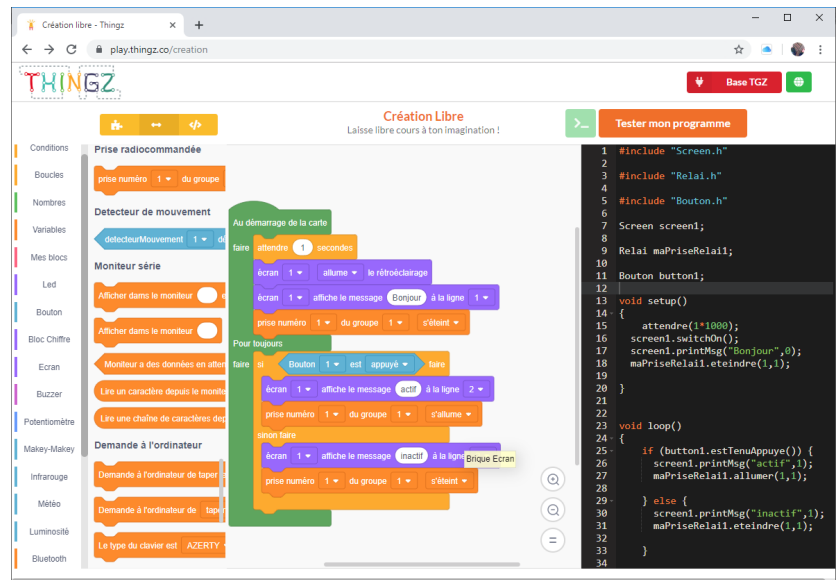 Création libre - Thingz
play.thingz.co/creation
THINGZ
Base TGZ
Création Libre
Laisse libre cours à ton imagination !
Tester mon programme
Conditions
Boucles
Nombres
Variables
Mes blocs
Led
Bouton
Bloc Chiffre
Ecran
Buzzer
Potentiomètre
Makey-Makey
Infrarouge
Météo
Luminosité
Bluetooth
Prise radiocommandée
prise numéro 1 du groupe
Detecteur de mouvement
detecteurMouvement 1 dé
Moniteur série
Afficher dams le moniteur e
Afficher dams le moniteur
Moniteur a des données en atten
Lire un caractère depuis le monite
Lire une chaîne de caractères dep
Demande à l'ordinateur
Demande à l'ordinateur de taper
Demande à l'ordinateur de taper
Le type du clavier est AZERTY
Au démarrage de la carte
faire attendre 1 secondes
écran 1 allume le rétroèclairage
écran 1 affiche le message Bonjour à la ligne 1
prise numéro 1 du groupe 1 s'éteint
Pour toujours
faire si Bouton 1 est appuyé faire
écran 1 affiche le message actif à la ligne 2
prise numéro 1 du groupe 1 s'allume
sinon faire
écran 1 affiche le message inactif à la ligne
Brique Ecran
prise numéro 1 du groupe 1 s'éteint
1 #include "Screen.h"
2
3 #include "Relai.h"
4
5 #include "Bouton.h"
6
7 Screen screen1;
8
9 Relai maPriseRelai1;
10
11 Bouton button1;
12
13 void setup()
14 {
15 attendre(1*1000);
16 screen1.switchOn();
17 screen1.printMsg("Bonjour",0);
18 maPriseRelai1.eteindre(1,1);
19
20 }
21
22
23 void loop()
24 {
25 if (button1.estTenuAppuye()) {
26 screen1.printMsg("actif",1);
27 maPriseRelai1.allumer(1,1);
28
29 } else {
30 screen1.printMsg("inactif",1);
31 maPriseRelai1.eteindre(1,1);
32
33 }
34